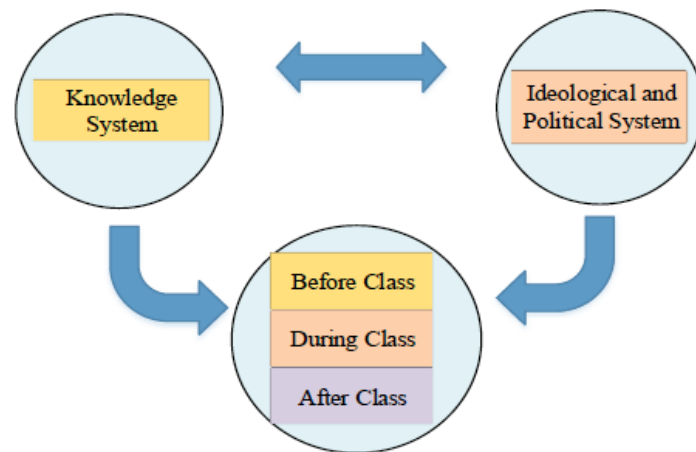 Knowledge
System
Ideological and
Political System
Before Class
During Class
After Class